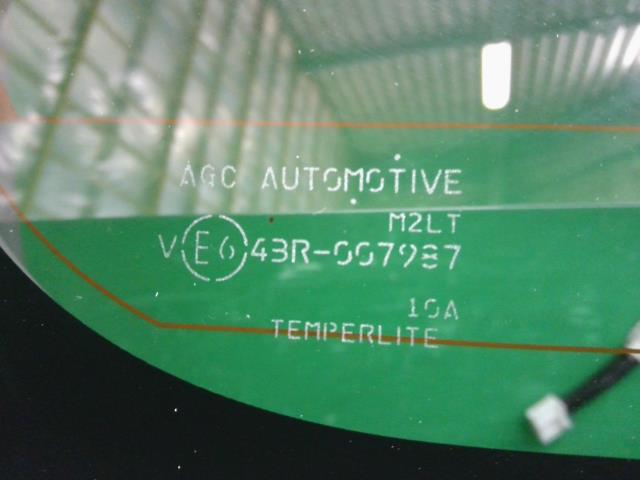 AGC AUTOMOTIVE
M2LT
V E6 43R-007987
10A
TEMPERLITE